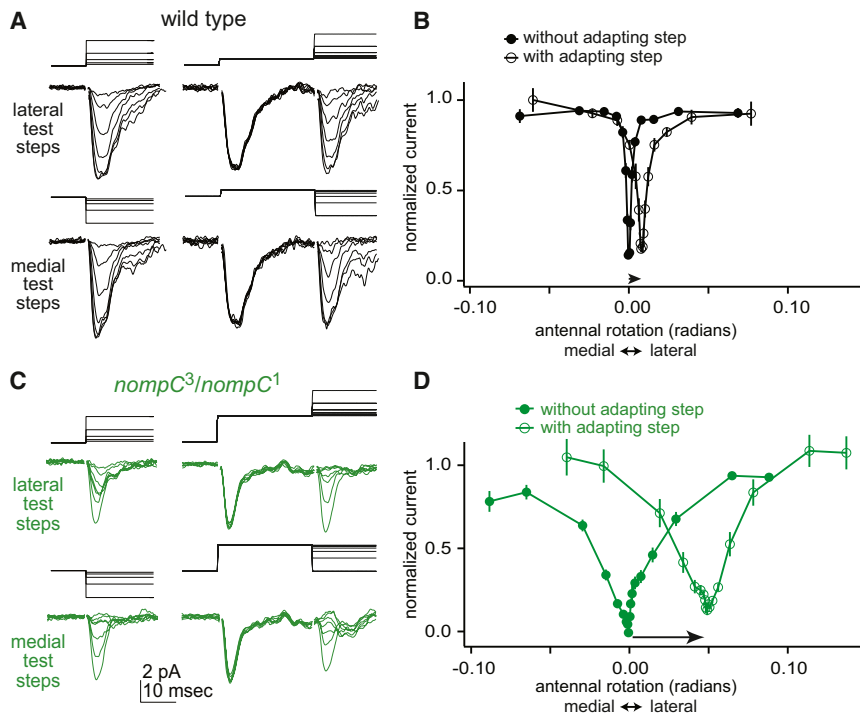 A
wild type
lateral
test
steps
medial
test
steps
B
without adapting step
with adapting step
normalized current
1.0
0.5
0.0
-0.10
0.00
0.10
antennal rotation (radians)
medial ↔ lateral
C
nompC³/nompC¹
lateral
test
steps
medial
test
steps
2 pA
10 msec
D
without adapting step
with adapting step
normalized current
1.0
0.5
0.0
-0.10
0.00
0.10
antennal rotation (radians)
medial ↔ lateral